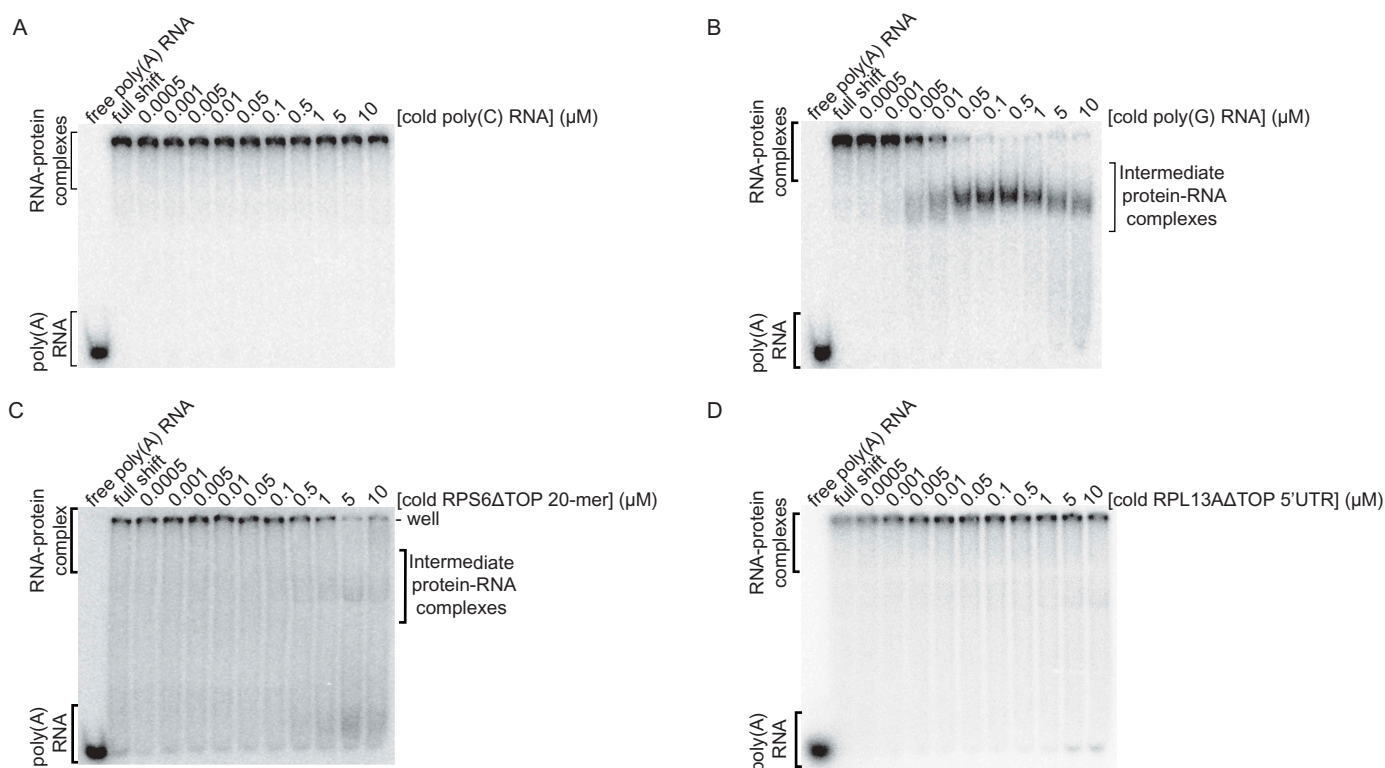 A
free poly(A) RNA
full shift
0.0005
0.001
0.005
0.01
0.05
0.1
0.5
1
5
10
[cold poly(C) RNA] (µM)
RNA-protein
complexes
poly(A)
RNA
B
free poly(A) RNA
full shift
0.0005
0.001
0.005
0.01
0.05
0.1
0.5
1
5
10
[cold poly(G) RNA] (µM)
RNA-protein
complexes
Intermediate
protein-RNA
complexes
poly(A)
RNA
C
free poly(A) RNA
full shift
0.0005
0.001
0.005
0.01
0.05
0.1
0.5
1
5
10
[cold RPS6ΔTOP 20-mer] (µM)
- well
RNA-protein
complex
Intermediate
protein-RNA
complexes
poly(A)
RNA
D
free poly(A) RNA
full shift
0.0005
0.001
0.005
0.01
0.05
0.1
0.5
1
5
10
[cold RPL13AΔTOP 5'UTR] (µM)
RNA-protein
complexes
poly(A)
RNA